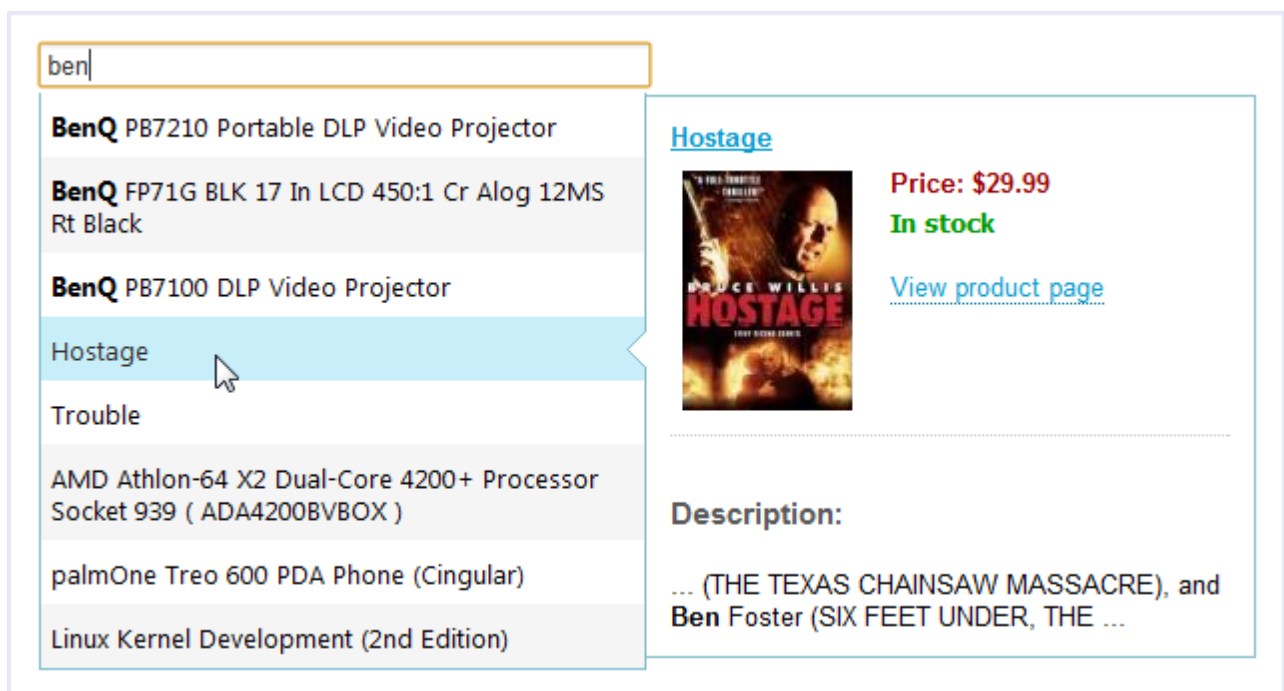 ben
BenQ PB7210 Portable DLP Video Projector
BenQ FP71G BLK 17 In LCD 450:1 Cr Alog 12MS
Rt Black
BenQ PB7100 DLP Video Projector
Hostage
Trouble
AMD Athlon-64 X2 Dual-Core 4200+ Processor
Socket 939 ( ADA4200BVBOX )
palmOne Treo 600 PDA Phone (Cingular)
Linux Kernel Development (2nd Edition)
Hostage
BRUCE WILLIS
HOSTAGE
Price: $29.99
In stock
View product page
Description:
... (THE TEXAS CHAINSAW MASSACRE), and
Ben Foster (SIX FEET UNDER, THE ...